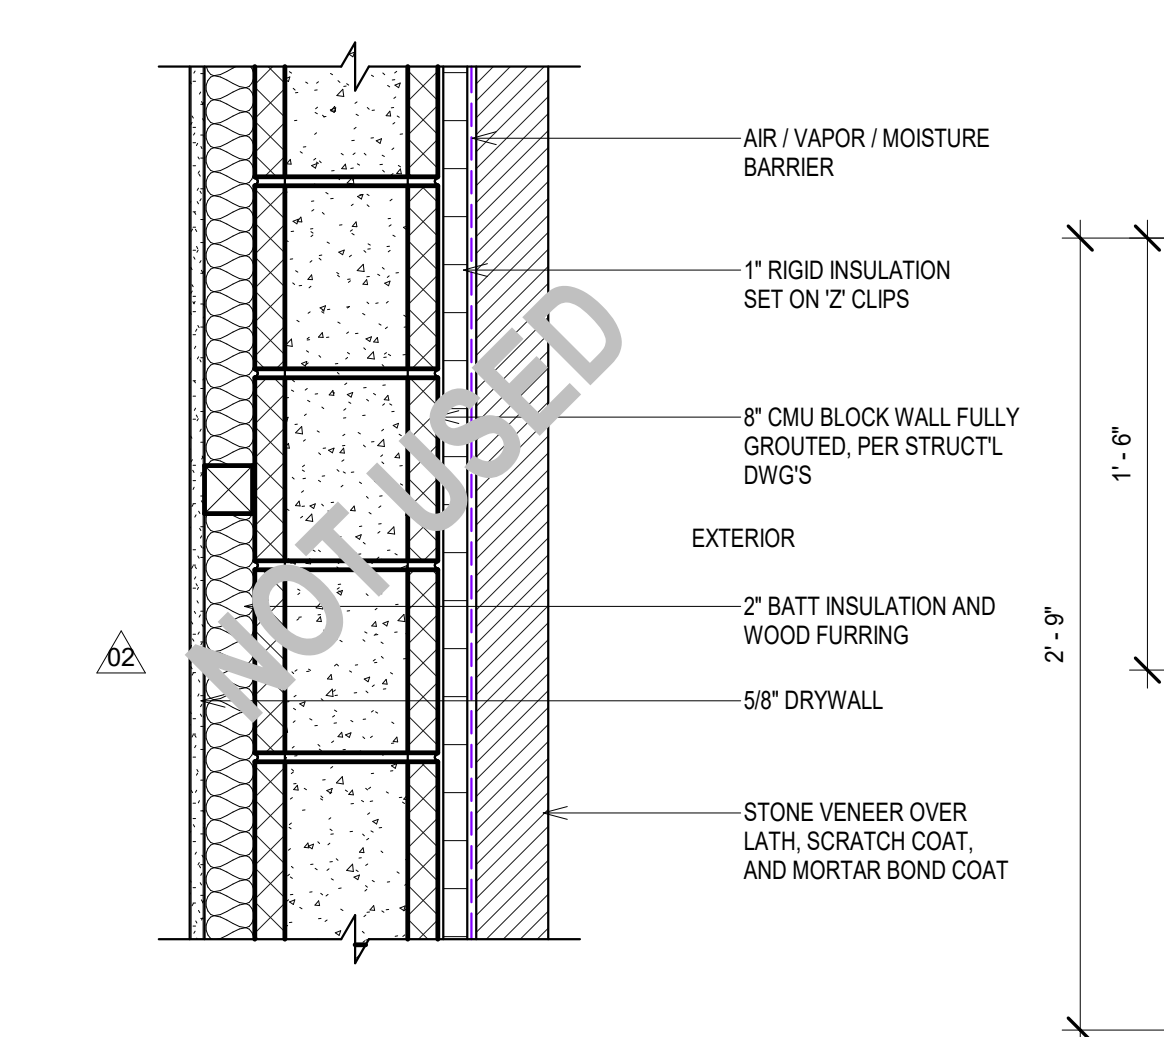 AIR / VAPOR / MOISTURE
BARRIER
1" RIGID INSULATION
SET ON 'Z' CLIPS
NOT USED
8" CMU BLOCK WALL FULLY
GROUTED, PER STRUCT'L
DWG'S
1' - 6"
EXTERIOR
2" BATT INSULATION AND
WOOD FURRING
2' - 9"
02
5/8" DRYWALL
STONE VENEER OVER
LATH, SCRATCH COAT,
AND MORTAR BOND COAT